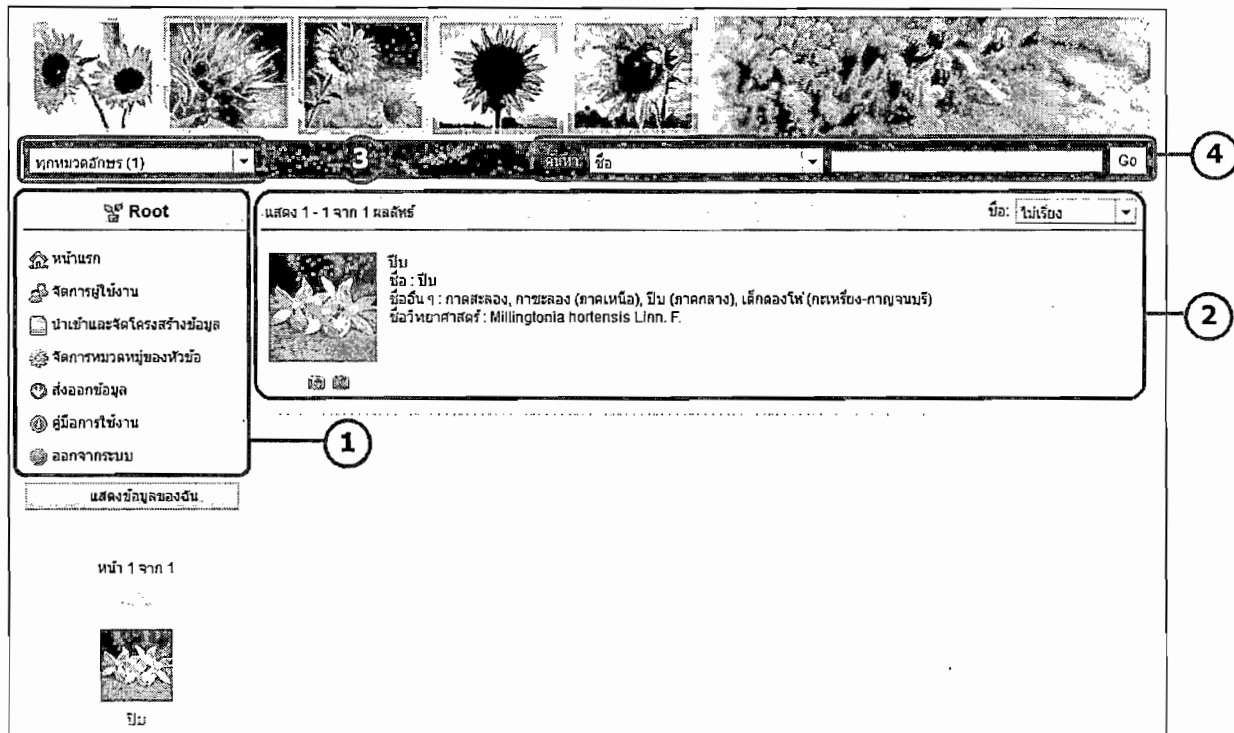 ทุกหมวดอักษร (1)
3
ค้นหา:
ชื่อ
Go
4
Root
หน้าแรก
จัดการผู้ใช้งาน
นำเข้าและจัดโครงสร้างข้อมูล
จัดการหมวดหมู่ของหัวข้อ
ส่งออกข้อมูล
คู่มือการใช้งาน
ออกจากระบบ
1
แสดงข้อมูลของฉัน
หน้า 1 จาก 1
ปีบ
แสดง 1 - 1 จาก 1 ผลลัพธ์
ชื่อ: ไม่เรียง
ปีบ
ชื่อ : ปีบ
ชื่ออื่น ๆ : กาดสะลอง, กาซะลอง (ภาคเหนือ), ปีบ (ภาคกลาง), เต็กตองโพ่ (กะเหรี่ยง-กาญจนบุรี)
ชื่อวิทยาศาสตร์ : Millingtonia hortensis Linn. F.
2